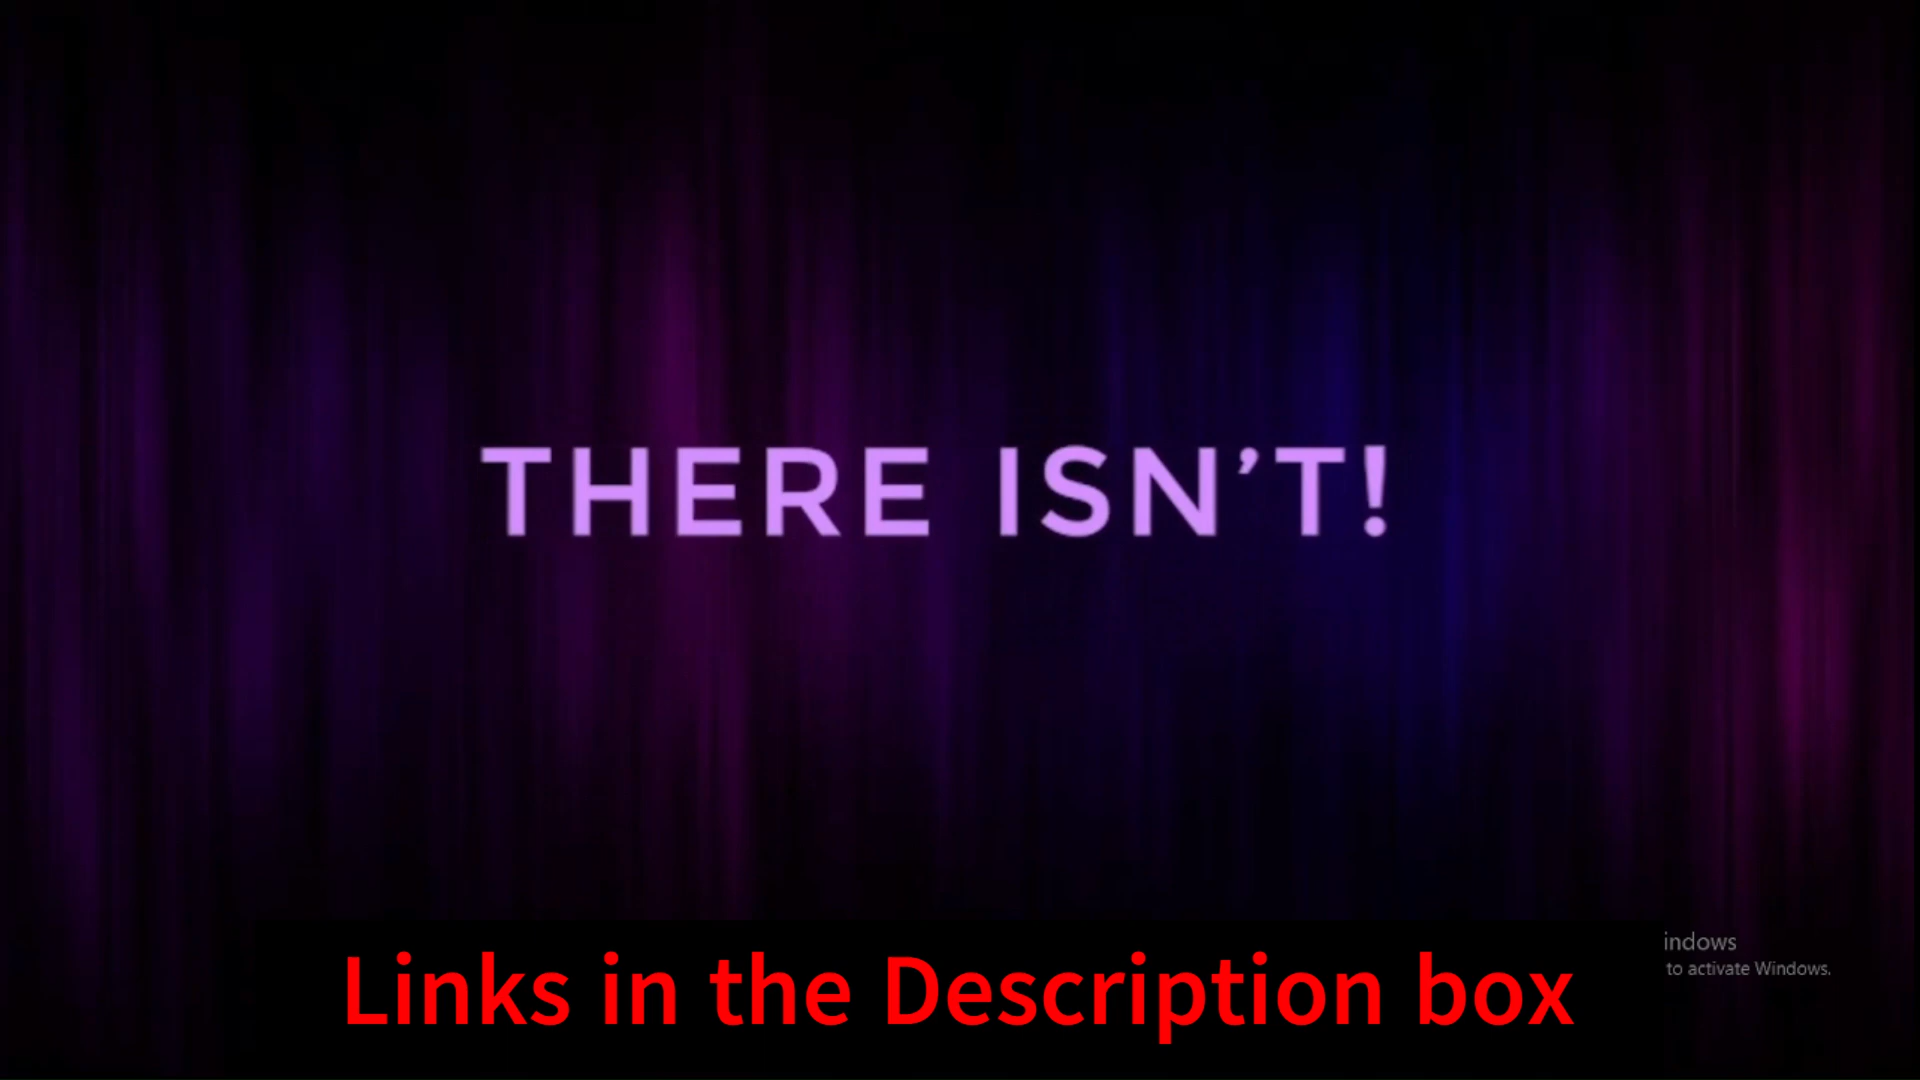 THERE ISN’T!
indows
to activate Windows.
Links in the Description box